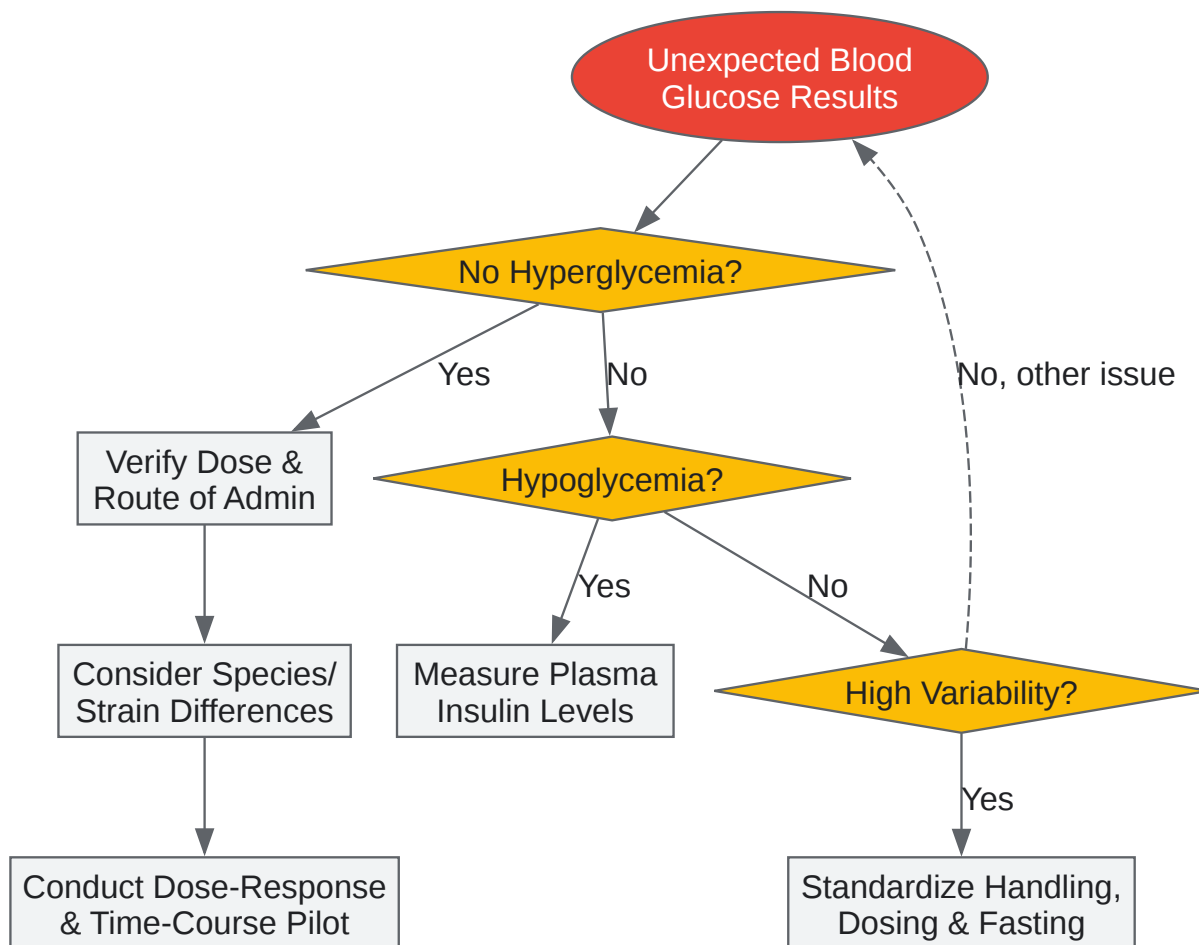 Unexpected Blood
Glucose Results
No Hyperglycemia?
Yes
No
No, other issue
Verify Dose &
Route of Admin
Hypoglycemia?
Yes
No
Consider Species/
Strain Differences
Measure Plasma
Insulin Levels
High Variability?
Yes
Conduct Dose-Response
& Time-Course Pilot
Standardize Handling,
Dosing & Fasting